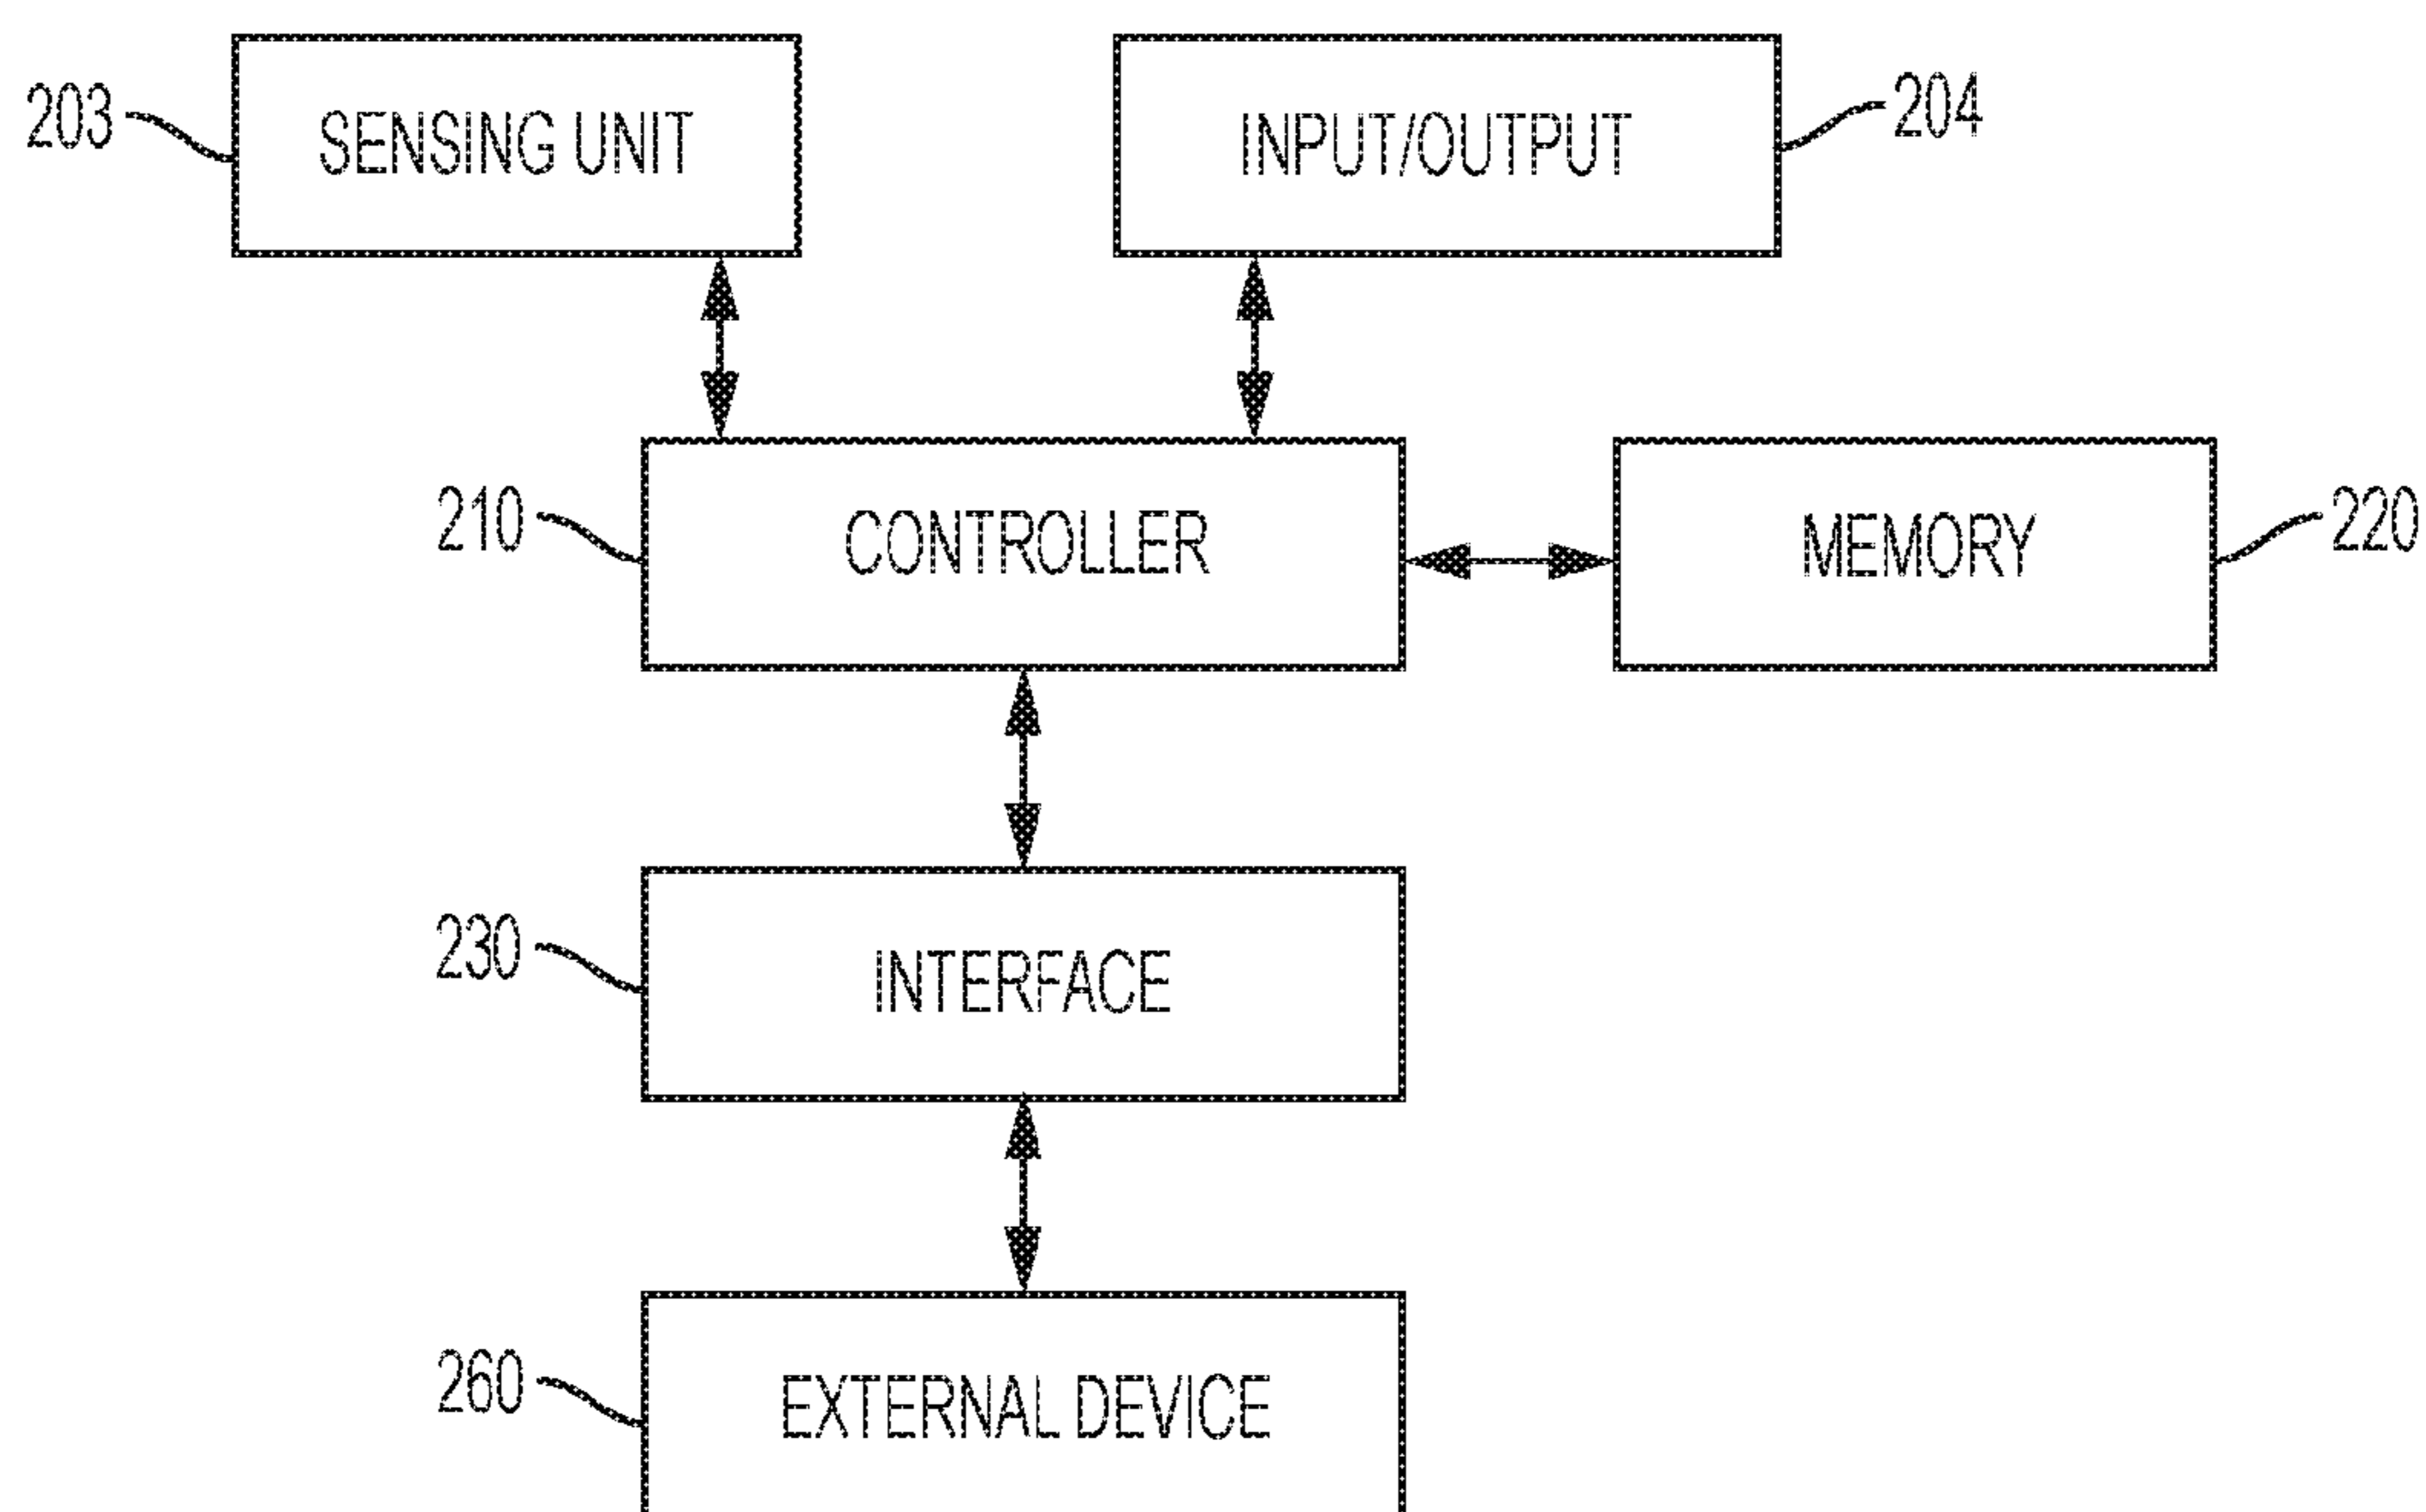 203
SENSING UNIT
INPUT/OUTPUT
204
210
CONTROLLER
MEMORY
220
230
INTERFACE
260
EXTERNAL DEVICE